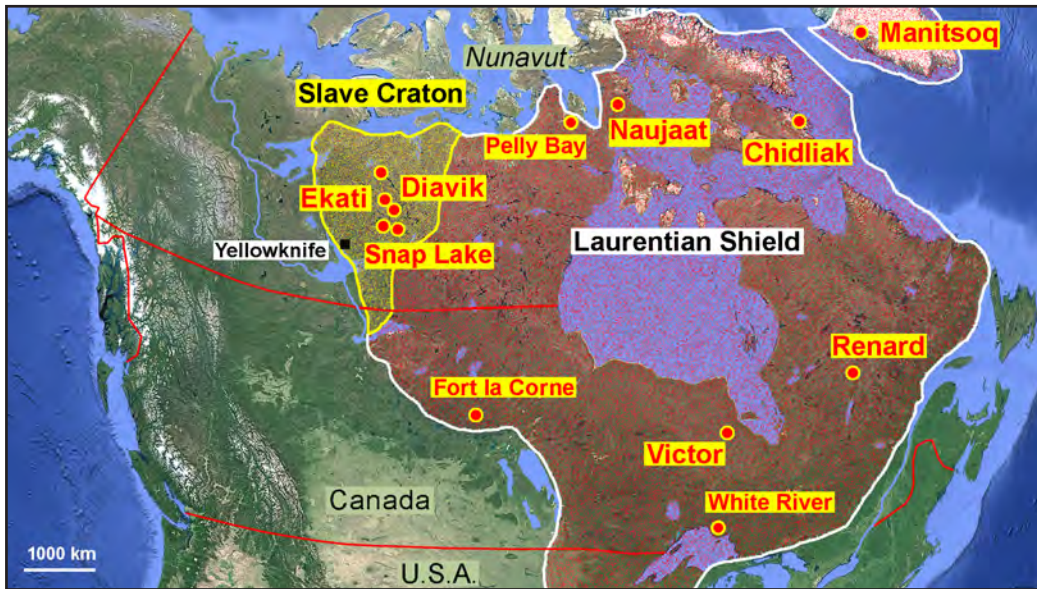 Manitsoq
Nunavut
Slave Craton
Naujaat
Pelly Bay
Chidliak
Ekati
Diavik
Yellowknife
Snap Lake
Laurentian Shield
Renard
Fort la Corne
Victor
Canada
White River
1000 km
U.S.A.